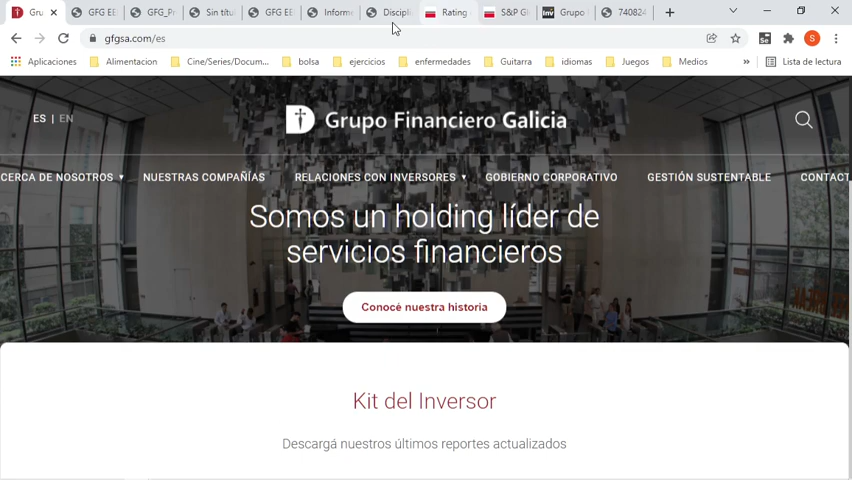 Gru
GFG EE
GFG_Pr
Sin títu
GFG EE
Informe
Discipli
Rating
S&P Gl
Grupo
740824
gfgsa.com/es
Aplicaciones
Alimentacion
Cine/Series/Docum...
bolsa
ejercicios
enfermedades
Guitarra
idiomas
Juegos
Medios
»
Lista de lectura
ES | EN
Grupo Financiero Galicia
CERCA DE NOSOTROS
NUESTRAS COMPAÑÍAS
RELACIONES CON INVERSORES
GOBIERNO CORPORATIVO
GESTIÓN SUSTENTABLE
CONTACT
Somos un holding líder de
servicios financieros
Conocé nuestra historia
Kit del Inversor
Descargá nuestros últimos reportes actualizados